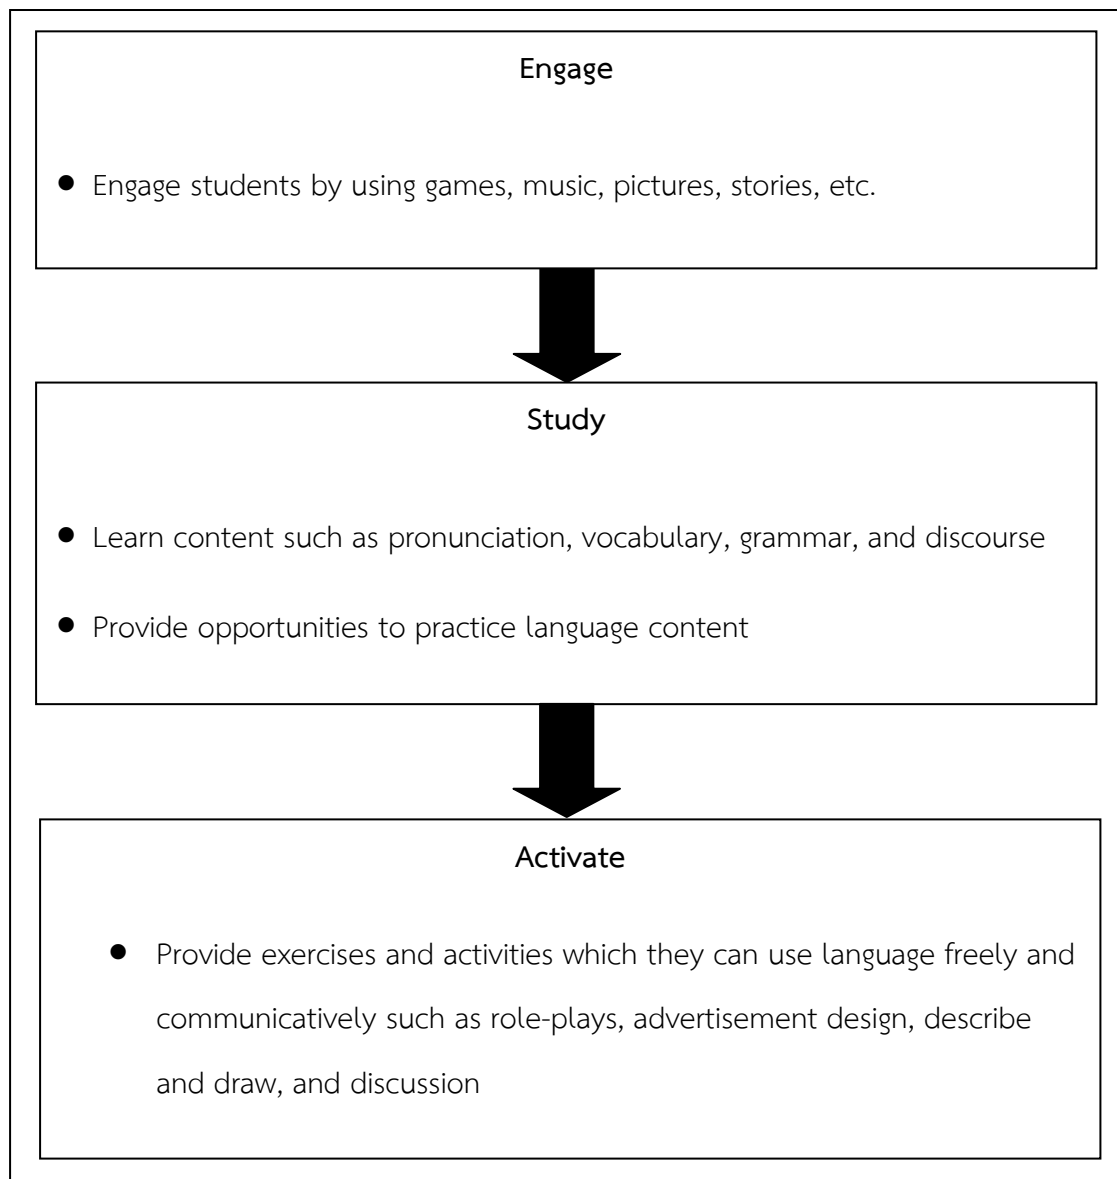 Engage
● Engage students by using games, music, pictures, stories, etc.
Study
● Learn content such as pronunciation, vocabulary, grammar, and discourse
● Provide opportunities to practice language content
Activate
● Provide exercises and activities which they can use language freely and
communicatively such as role-plays, advertisement design, describe
and draw, and discussion